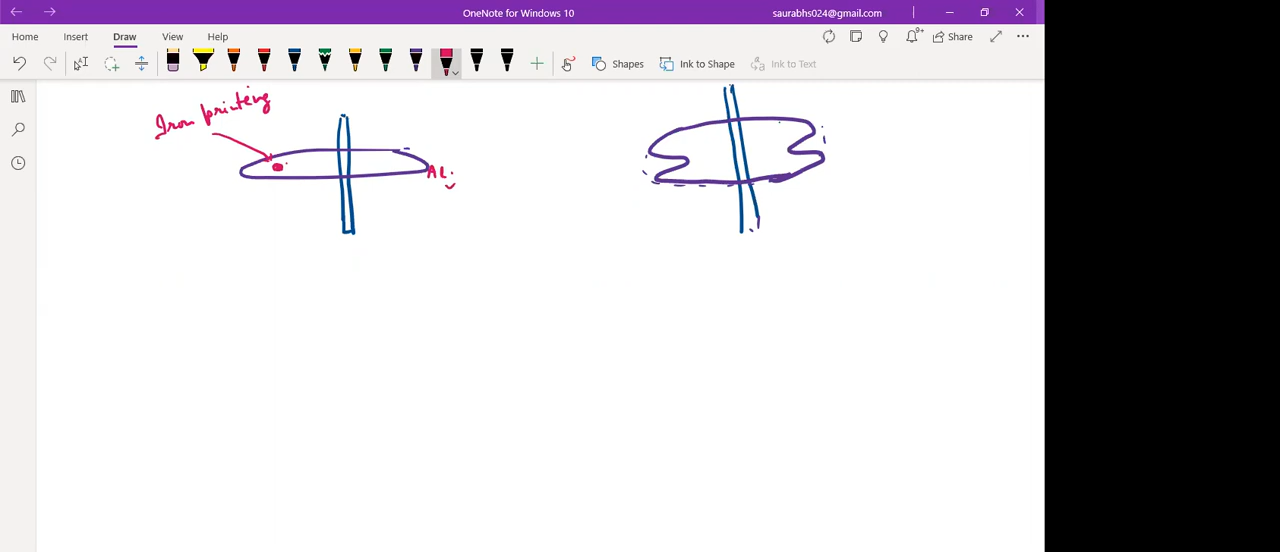 OneNote for Windows 10
saurabhs024@gmail.com
Home Insert Draw View Help
Share
Shapes Ink to Shape Ink to Text
Iron printing
AL.